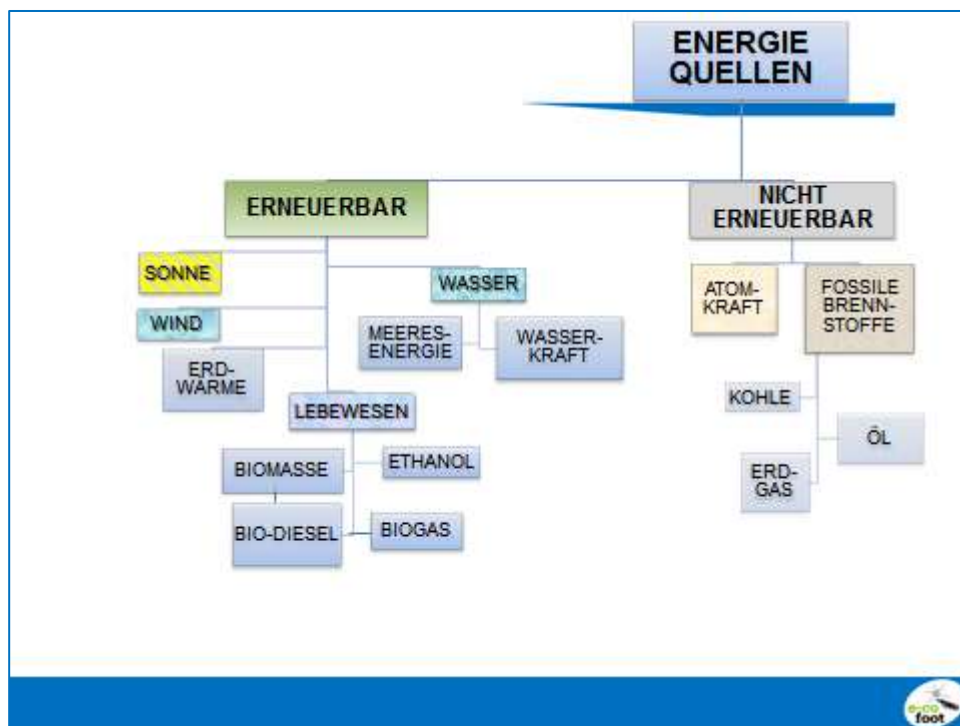 ENERGIE
QUELLEN
ERNEUERBAR
NICHT
ERNEUERBAR
SONNE
WIND
ERD-
WÄRME
WASSER
MEERES-
ENERGIE
WASSER-
KRAFT
LEBEWESEN
BIOMASSE
ETHANOL
BIO-DIESEL
BIOGAS
ATOM-
KRAFT
FOSSILE
BRENN-
STOFFE
KOHLE
ÖL
ERD-
GAS
e-co
foot